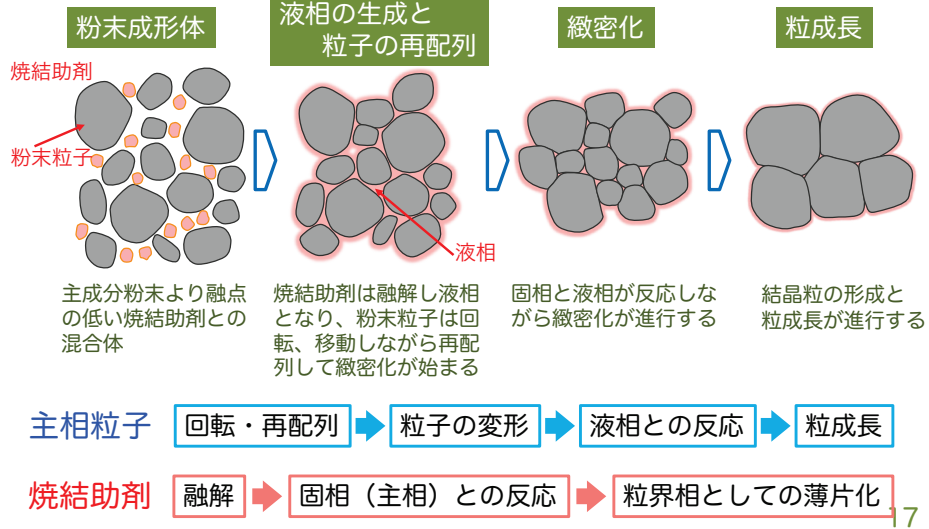 粉末成形体
液相の生成と
粒子の再配列
緻密化
粒成長
焼結助剤
粉末粒子
液相
主成分粉末より融点
の低い焼結助剤との
混合体
焼結助剤は融解し液相
となり、粉末粒子は回
転、移動しながら再配
列して緻密化が始まる
固相と液相が反応しな
がら緻密化が進行する
結晶粒の形成と
粒成長が進行する
主相粒子 回転・再配列 粒子の変形 液相との反応 粒成長
焼結助剤 融解 固相（主相）との反応 粒界相としての薄片化
17